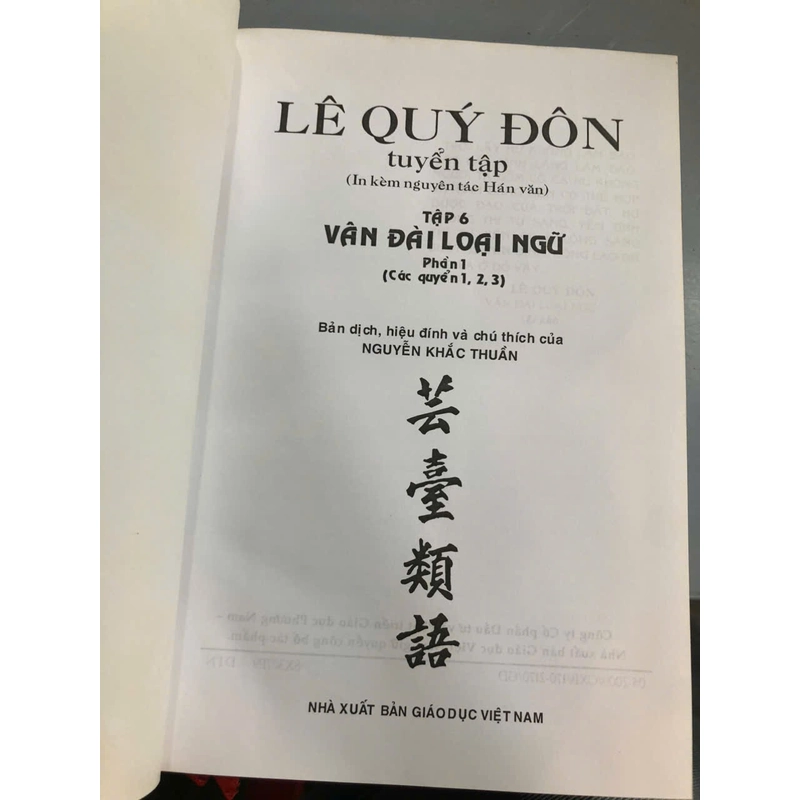 LÊ QUÝ ĐÔN
tuyển tập
(In kèm nguyên tác Hán văn)
TẬP 6
VÂN ĐÀI LOẠI NGỮ
Phần 1
(Các quyển 1, 2, 3)
Bản dịch, hiệu đính và chú thích của
NGUYỄN KHẮC THUẦN
芸臺類語
NHÀ XUẤT BẢN GIÁO DỤC VIỆT NAM